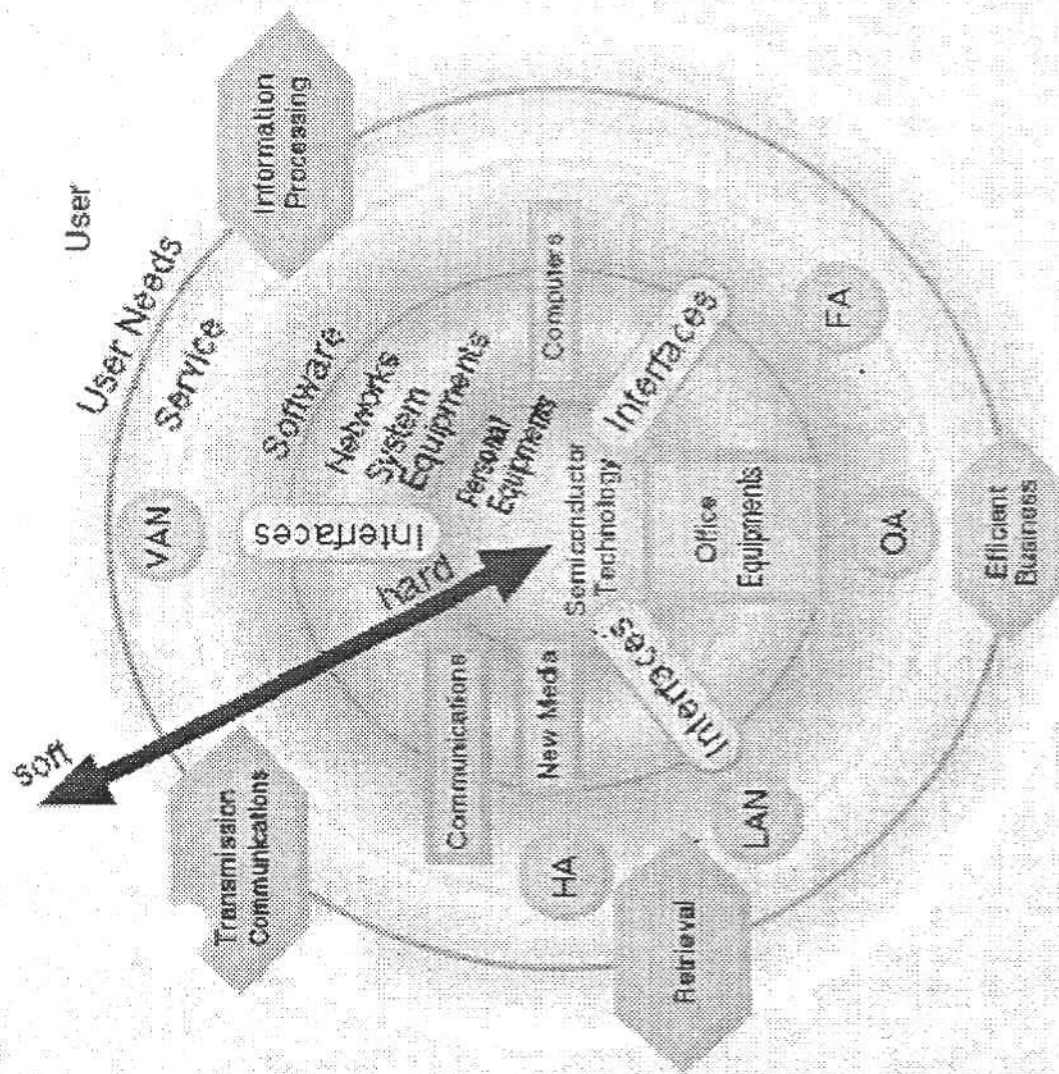 soft
Transmission
Communications
VAN
User Needs
User
Service
Information
Processing
Software
Networks
System
Equipments
Personal
Equipments
Interfaces
hard
Communications
New Media
Computers
Semiconductor
Technology
Interfaces
Interfaces
Office
Equipments
HA
LAN
FA
OA
Retrieval
Efficient
Business